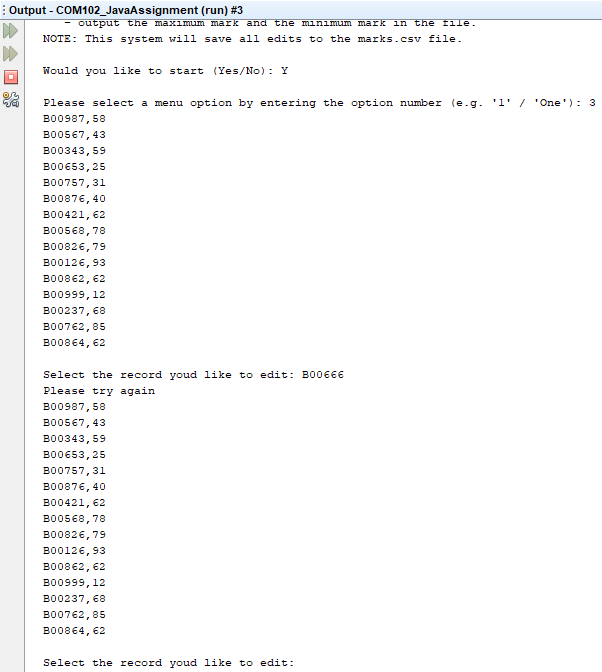 Output - COM102_JavaAssignment (run) #3
- output the maximum mark and the minimum mark in the file.
NOTE: This system will save all edits to the marks.csv file.
Would you like to start (Yes/No): Y
Please select a menu option by entering the option number (e.g. '1' / 'One'): 3
B00987,58
B00567,43
B00343,59
B00653,25
B00757,31
B00876,40
B00421,62
B00568,78
B00826,79
B00126,93
B00862,62
B00999,12
B00237,68
B00762,85
B00864,62
Select the record youd like to edit: B00666
Please try again
B00987,58
B00567,43
B00343,59
B00653,25
B00757,31
B00876,40
B00421,62
B00568,78
B00826,79
B00126,93
B00862,62
B00999,12
B00237,68
B00762,85
B00864,62
Select the record youd like to edit: